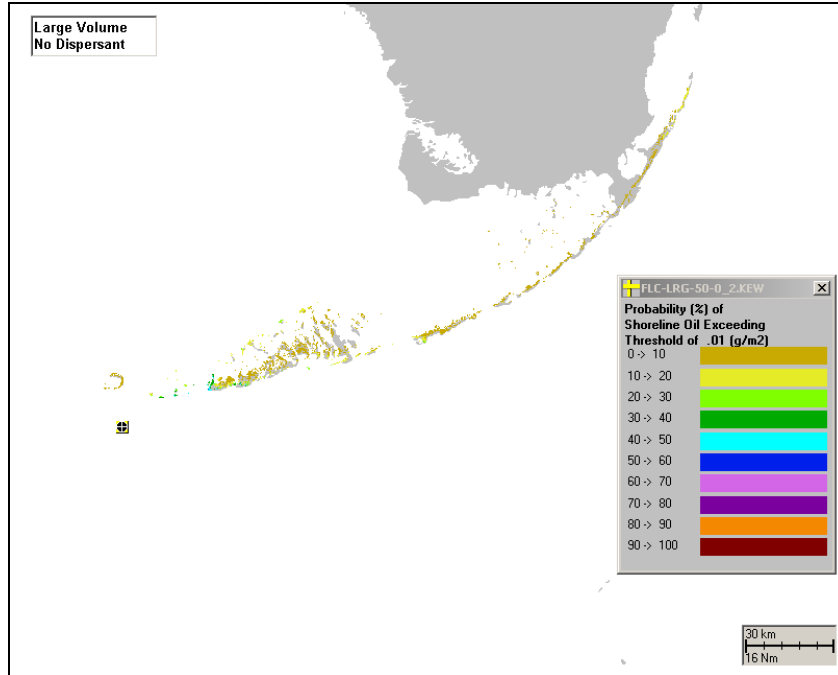 Large Volume
No Dispersant
FLC-LRG-50-0_2.KEW
Probability (%) of
Shoreline Oil Exceeding
Threshold of .01 (g/m2)
0 -> 10
10 -> 20
20 -> 30
30 -> 40
40 -> 50
50 -> 60
60 -> 70
70 -> 80
80 -> 90
90 -> 100
30 km
16 Nm